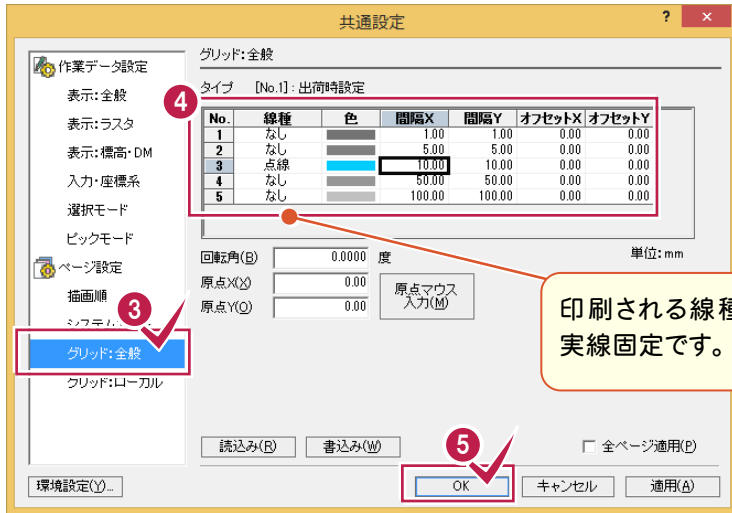 共通設定
? ×
作業データ設定
表示:全般
表示:ラスタ
表示:標高・DM
入力・座標系
選択モード
ピックモード
ページ設定
描画順
3
グリッド:全般
グリッド:ローカル
環境設定(Y)...
グリッド:全般
タイプ [No.1]:出荷時設定
4
No. 線種 色 間隔X 間隔Y オフセットX オフセットY
1 なし 1.00 1.00 0.00 0.00
2 なし 5.00 5.00 0.00 0.00
3 点線 10.00 10.00 0.00 0.00
4 なし 50.00 50.00 0.00 0.00
5 なし 100.00 100.00 0.00 0.00
単位:mm
回転角(B) 0.0000 度
原点X(X) 0.00
原点Y(O) 0.00
原点マウス
入力(M)
印刷される線種
実線固定です。
読込み(R) 書込み(W)
全ページ適用(P)
5
OK キャンセル 適用(A)